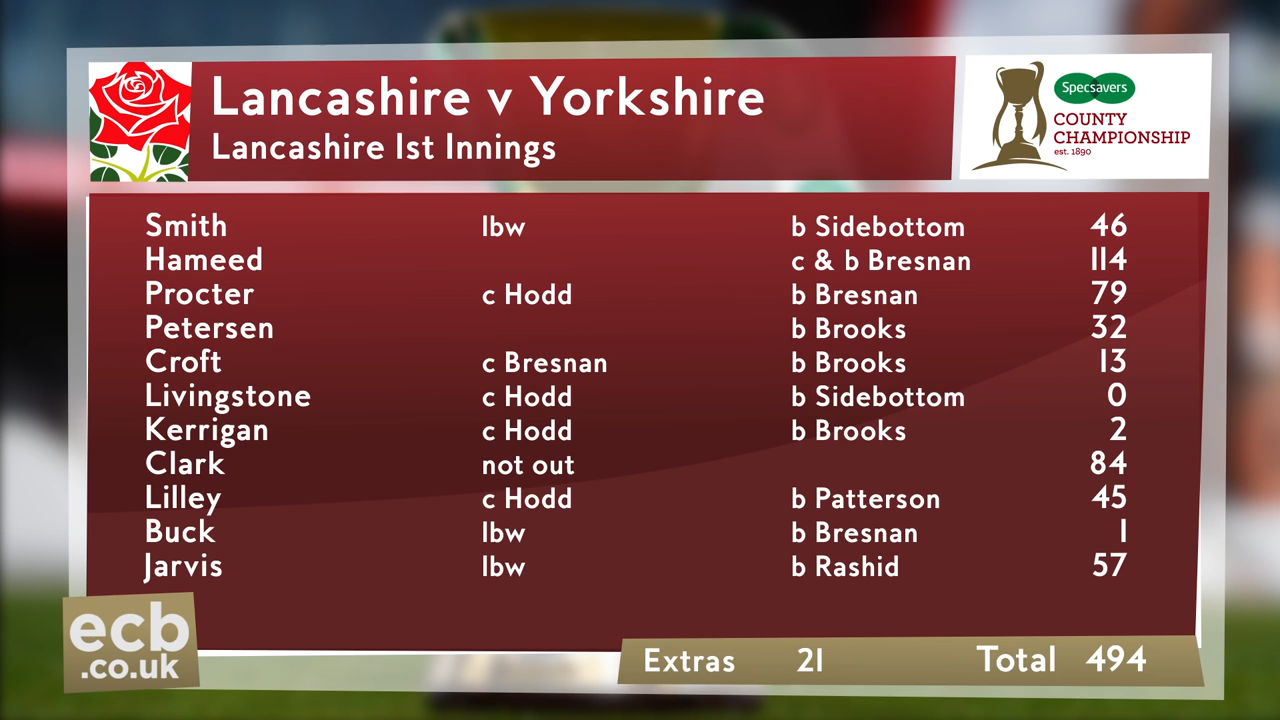 Lancashire v Yorkshire
Lancashire 1st Innings
Specsavers
COUNTY
CHAMPIONSHIP
est. 1890
Smith lbw b Sidebottom 46
Hameed c & b Bresnan 114
Procter c Hodd b Bresnan 79
Petersen b Brooks 32
Croft c Bresnan b Brooks 13
Livingstone c Hodd b Sidebottom 0
Kerrigan c Hodd b Brooks 2
Clark not out 84
Lilley c Hodd b Patterson 45
Buck lbw b Bresnan 1
Jarvis lbw b Rashid 57
ecb
.co.uk
Extras 21 Total 494